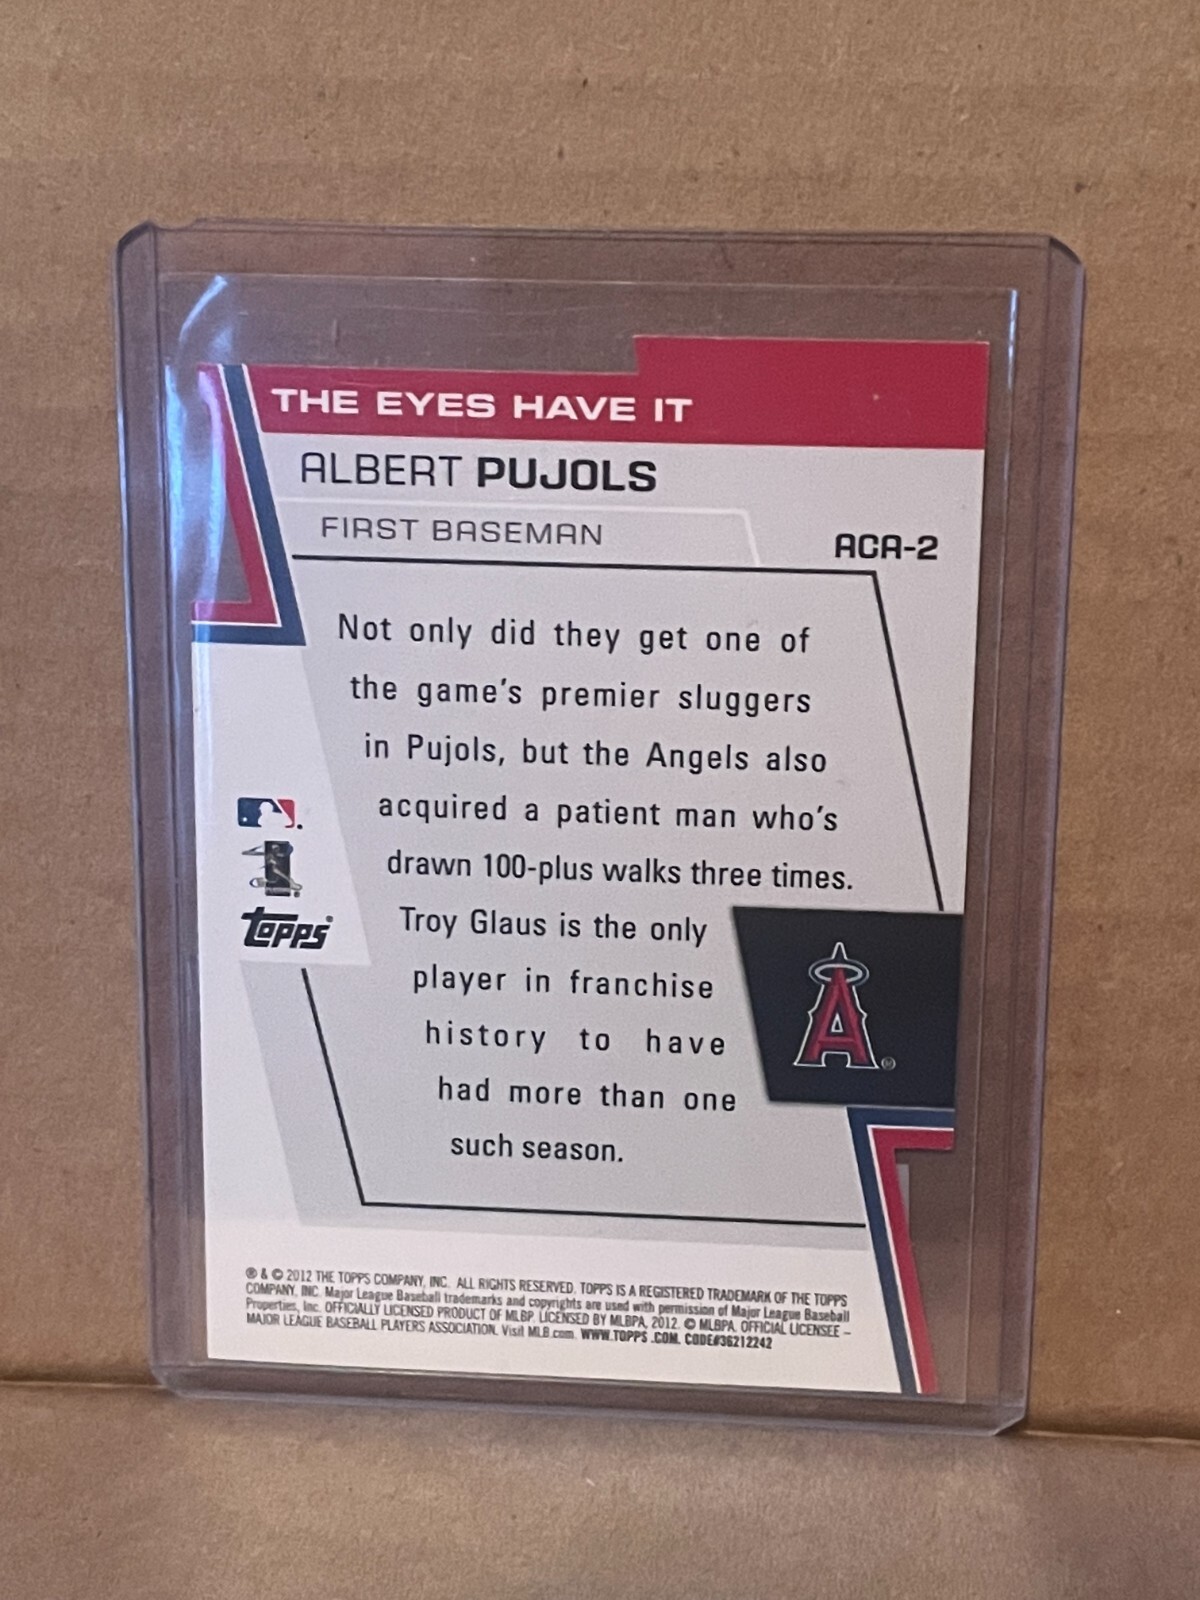 THE EYES HAVE IT
ALBERT PUJOLS
FIRST BASEMAN
ACA-2
Not only did they get one of
the game's premier sluggers
in Pujols, but the Angels also
acquired a patient man who's
drawn 100-plus walks three times.
Troy Glaus is the only
player in franchise
history to have
had more than one
such season.
Topps®
A®
® & © 2012 THE TOPPS COMPANY, INC. ALL RIGHTS RESERVED. TOPPS IS A REGISTERED TRADEMARK OF THE TOPPS
COMPANY, INC. Major League Baseball trademarks and copyrights are used with permission of Major League Baseball
Properties, Inc. OFFICIALLY LICENSED PRODUCT OF MLBP. LICENSED BY MLBPA, 2012. © MLBPA. OFFICIAL LICENSEE –
MAJOR LEAGUE BASEBALL PLAYERS ASSOCIATION. Visit MLB.com. WWW.TOPPS .COM. CODE#36212242